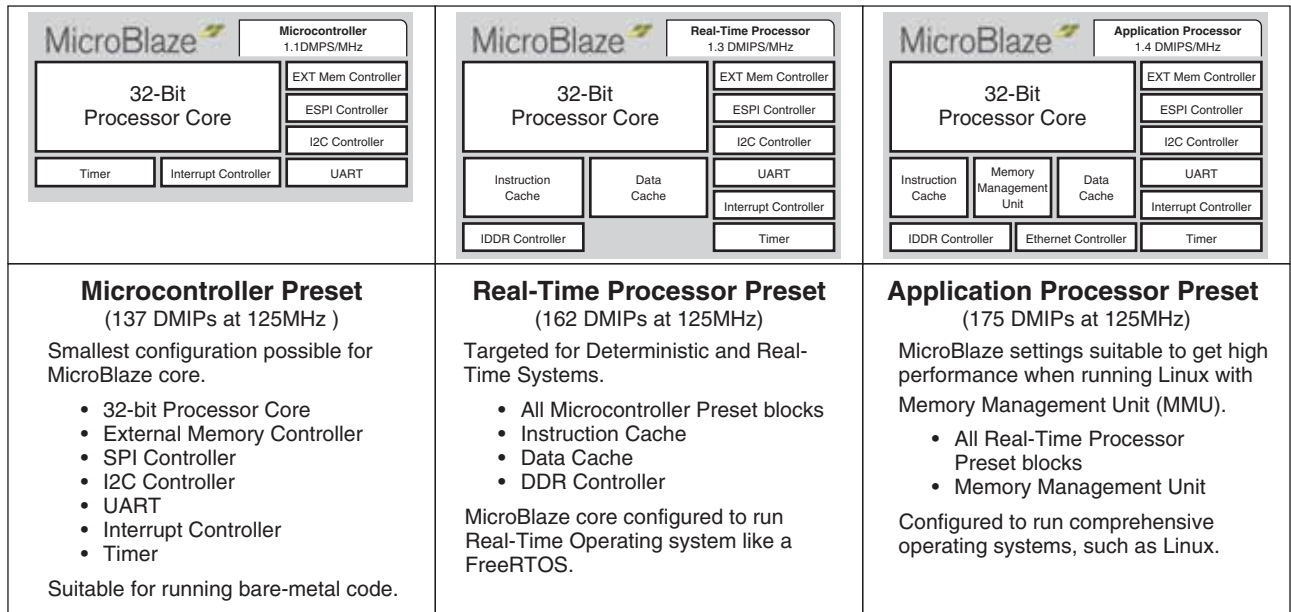 MicroBlaze
Microcontroller
1.1DMPS/MHz
32-Bit
Processor Core
EXT Mem Controller
ESPI Controller
I2C Controller
Timer
Interrupt Controller
UART
MicroBlaze
Real-Time Processor
1.3 DMIPS/MHz
32-Bit
Processor Core
EXT Mem Controller
ESPI Controller
I2C Controller
Instruction
Cache
Data
Cache
UART
Interrupt Controller
IDDR Controller
Timer
MicroBlaze
Application Processor
1.4 DMIPS/MHz
32-Bit
Processor Core
EXT Mem Controller
ESPI Controller
I2C Controller
Instruction
Cache
Memory
Management
Unit
Data
Cache
UART
Interrupt Controller
IDDR Controller
Ethernet Controller
Timer
Microcontroller Preset
(137 DMIPs at 125MHz )
Smallest configuration possible for
MicroBlaze core.
• 32-bit Processor Core
• External Memory Controller
• SPI Controller
• I2C Controller
• UART
• Interrupt Controller
• Timer
Suitable for running bare-metal code.
Real-Time Processor Preset
(162 DMIPs at 125MHz)
Targeted for Deterministic and Real-
Time Systems.
• All Microcontroller Preset blocks
• Instruction Cache
• Data Cache
• DDR Controller
MicroBlaze core configured to run
Real-Time Operating system like a
FreeRTOS.
Application Processor Preset
(175 DMIPs at 125MHz)
MicroBlaze settings suitable to get high
performance when running Linux with
Memory Management Unit (MMU).
• All Real-Time Processor
Preset blocks
• Memory Management Unit
Configured to run comprehensive
operating systems, such as Linux.